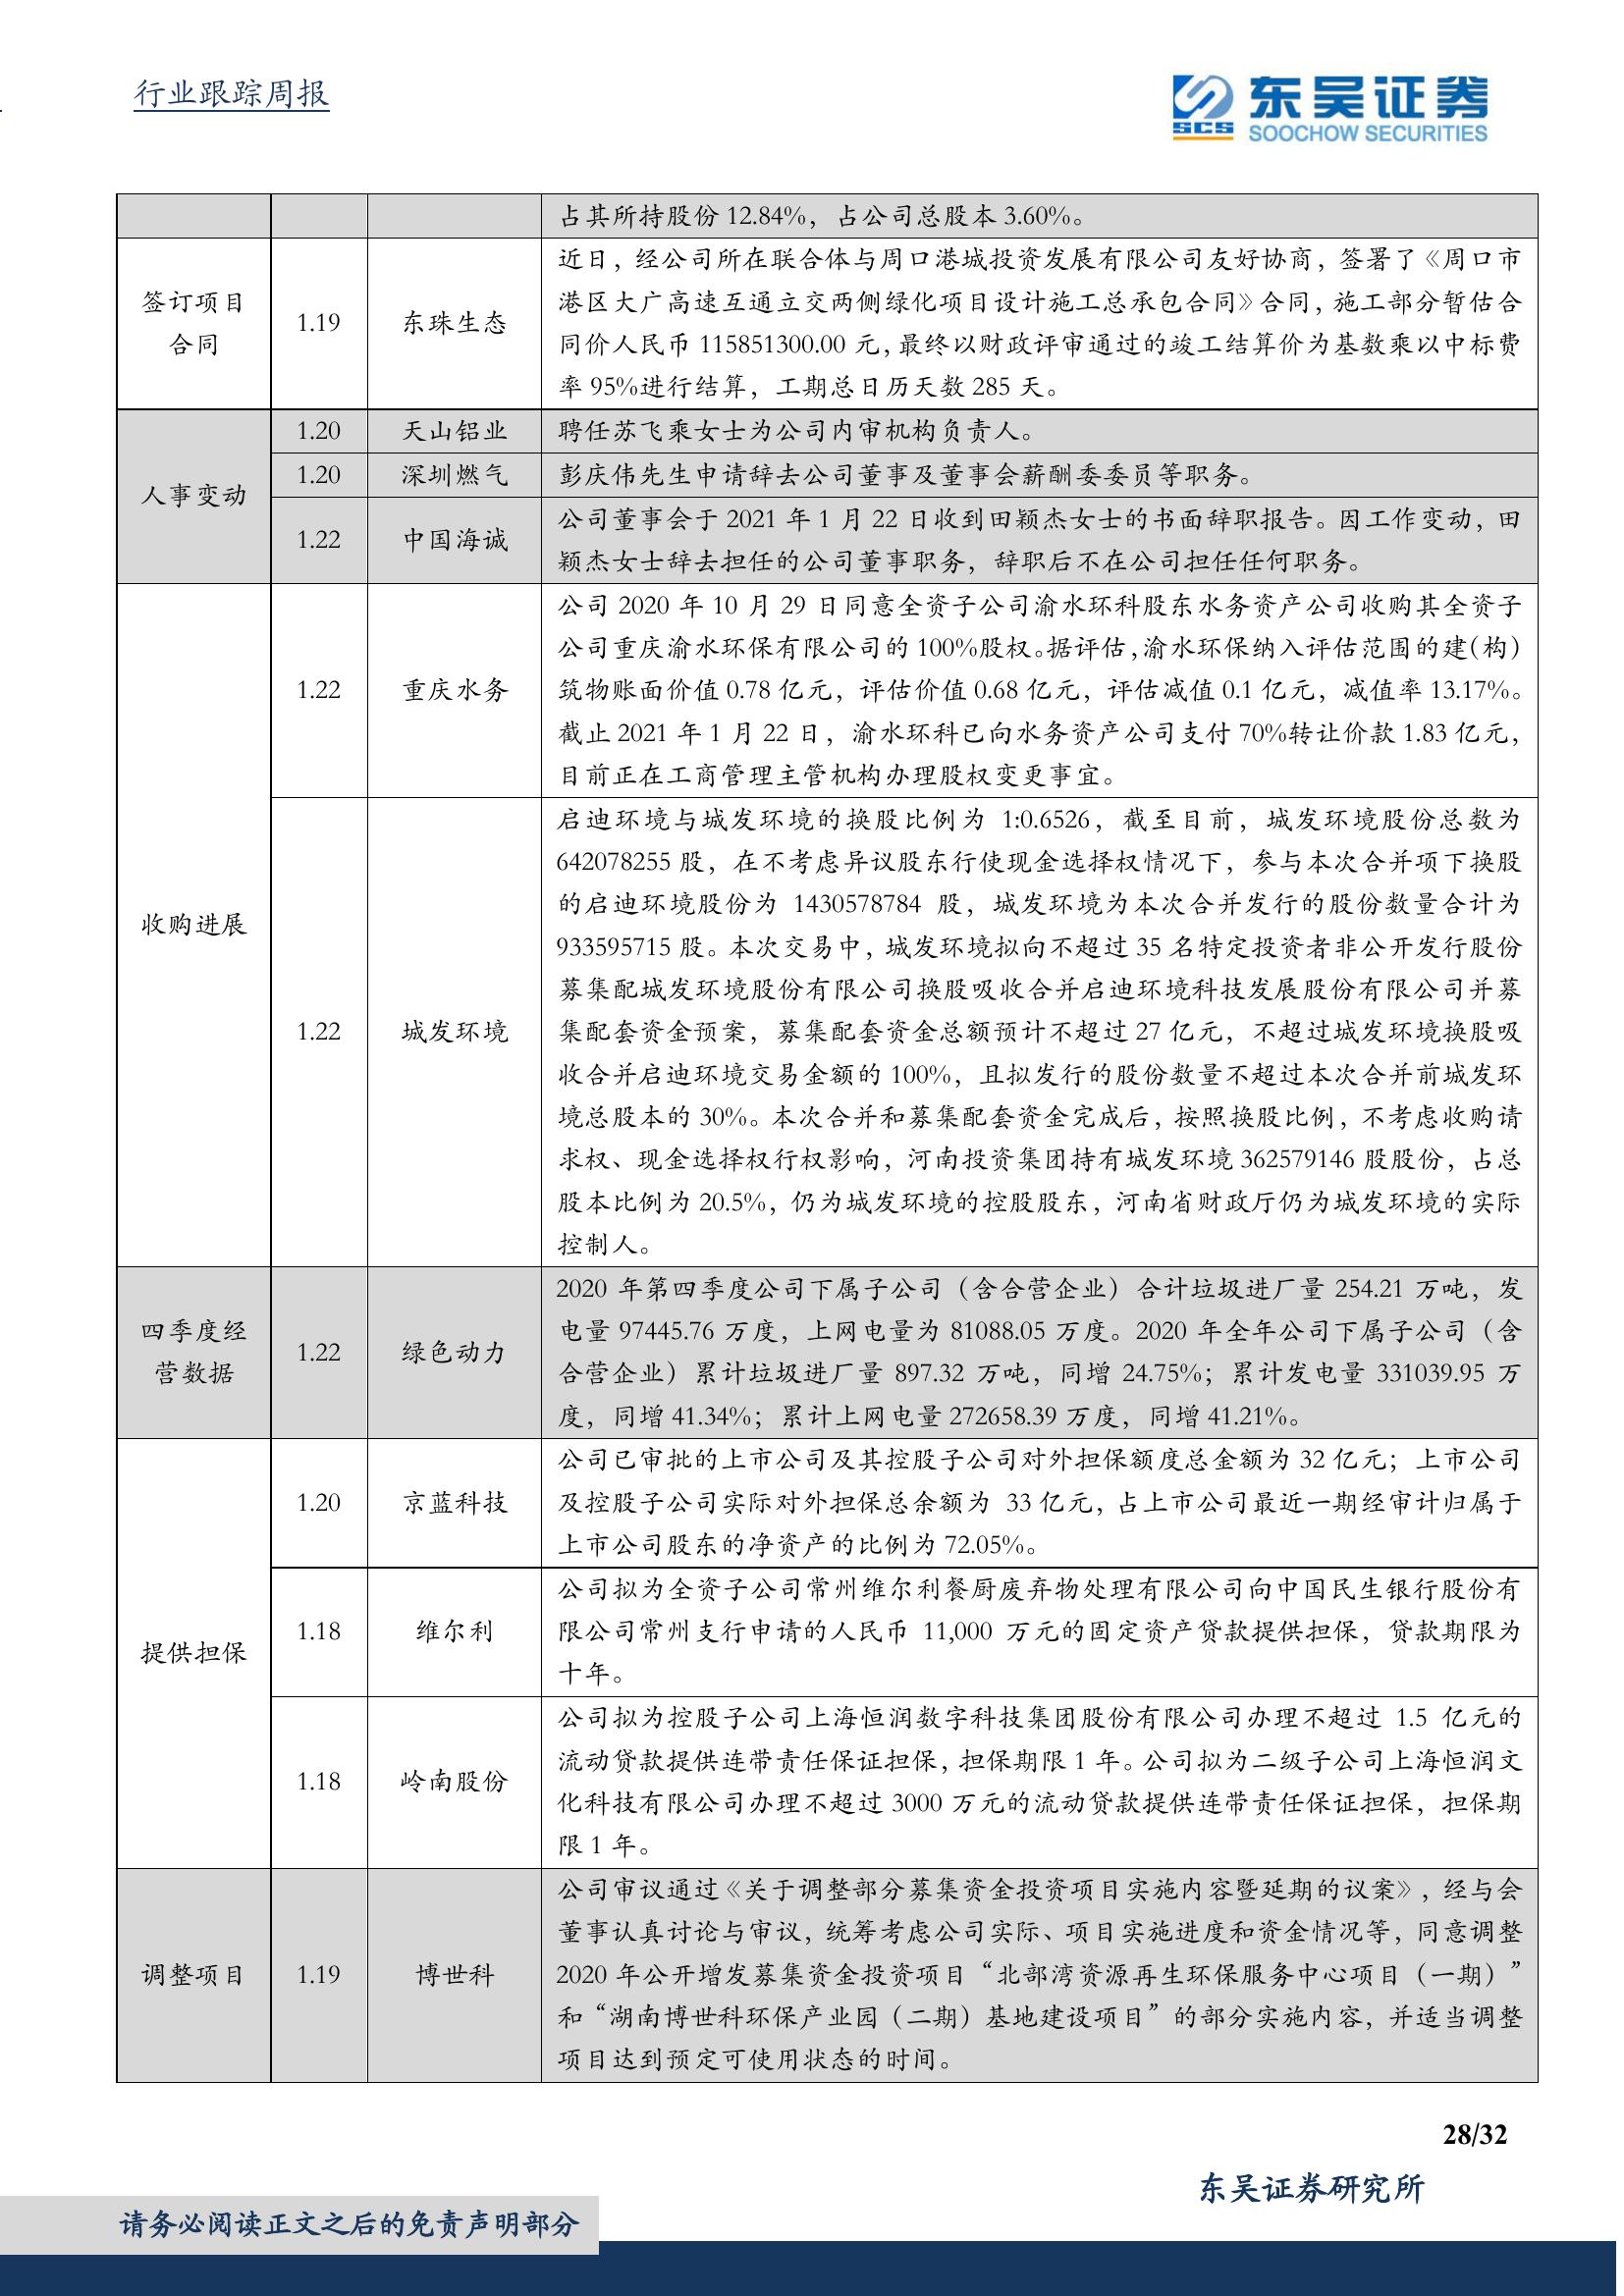 行业跟踪周报
东吴证券
SCS
SOOCHOW SECURITIES
占其所持股份 12.84%，占公司总股本 3.60%。
签订项目
合同
1.19
东珠生态
近日，经公司所在联合体与周口港城投资发展有限公司友好协商，签署了《周口市
港区大广高速互通立交两侧绿化项目设计施工总承包合同》合同，施工部分暂估合
同价人民币 115851300.00 元，最终以财政评审通过的竣工结算价为基数乘以中标费
率 95%进行结算，工期总日历天数 285 天。
人事变动
1.20
天山铝业
聘任苏飞乘女士为公司内审机构负责人。
1.20
深圳燃气
彭庆伟先生申请辞去公司董事及董事会薪酬委委员等职务。
1.22
中国海诚
公司董事会于 2021 年 1 月 22 日收到田颖杰女士的书面辞职报告。因工作变动，田
颖杰女士辞去担任的公司董事职务，辞职后不在公司担任任何职务。
收购进展
1.22
重庆水务
公司 2020 年 10 月 29 日同意全资子公司渝水环科股东水务资产公司收购其全资子
公司重庆渝水环保有限公司的 100%股权。据评估，渝水环保纳入评估范围的建（构）
筑物账面价值 0.78 亿元，评估价值 0.68 亿元，评估减值 0.1 亿元，减值率 13.17%。
截止 2021 年 1 月 22 日，渝水环科已向水务资产公司支付 70%转让价款 1.83 亿元，
目前正在工商管理主管机构办理股权变更事宜。
1.22
城发环境
启迪环境与城发环境的换股比例为 1:0.6526，截至目前，城发环境股份总数为
642078255 股，在不考虑异议股东行使现金选择权情况下，参与本次合并项下换股
的启迪环境股份为 1430578784 股，城发环境为本次合并发行的股份数量合计为
933595715 股。本次交易中，城发环境拟向不超过 35 名特定投资者非公开发行股份
募集配城发环境股份有限公司换股吸收合并启迪环境科技发展股份有限公司并募
集配套资金预案，募集配套资金总额预计不超过 27 亿元，不超过城发环境换股吸
收合并启迪环境交易金额的 100%，且拟发行的股份数量不超过本次合并前城发环
境总股本的 30%。本次合并和募集配套资金完成后，按照换股比例，不考虑收购请
求权、现金选择权行权影响，河南投资集团持有城发环境 362579146 股股份，占总
股本比例为 20.5%，仍为城发环境的控股股东，河南省财政厅仍为城发环境的实际
控制人。
四季度经
营数据
1.22
绿色动力
2020 年第四季度公司下属子公司（含合营企业）合计垃圾进厂量 254.21 万吨，发
电量 97445.76 万度，上网电量为 81088.05 万度。2020 年全年公司下属子公司（含
合营企业）累计垃圾进厂量 897.32 万吨，同增 24.75%；累计发电量 331039.95 万
度，同增 41.34%；累计上网电量 272658.39 万度，同增 41.21%。
提供担保
1.20
京蓝科技
公司已审批的上市公司及其控股子公司对外担保额度总金额为 32 亿元；上市公司
及控股子公司实际对外担保总余额为 33 亿元，占上市公司最近一期经审计归属于
上市公司股东的净资产的比例为 72.05%。
1.18
维尔利
公司拟为全资子公司常州维尔利餐厨废弃物处理有限公司向中国民生银行股份有
限公司常州支行申请的人民币 11,000 万元的固定资产贷款提供担保，贷款期限为
十年。
1.18
岭南股份
公司拟为控股子公司上海恒润数字科技集团股份有限公司办理不超过 1.5 亿元的
流动贷款提供连带责任保证担保，担保期限 1 年。公司拟为二级子公司上海恒润文
化科技有限公司办理不超过 3000 万元的流动贷款提供连带责任保证担保，担保期
限 1 年。
调整项目
1.19
博世科
公司审议通过《关于调整部分募集资金投资项目实施内容暨延期的议案》，经与会
董事认真讨论与审议，统筹考虑公司实际、项目实施进度和资金情况等，同意调整
2020 年公开增发募集资金投资项目“北部湾资源再生环保服务中心项目（一期）”
和“湖南博世科环保产业园（二期）基地建设项目”的部分实施内容，并适当调整
项目达到预定可使用状态的时间。
28/32
东吴证券研究所
请务必阅读正文之后的免责声明部分